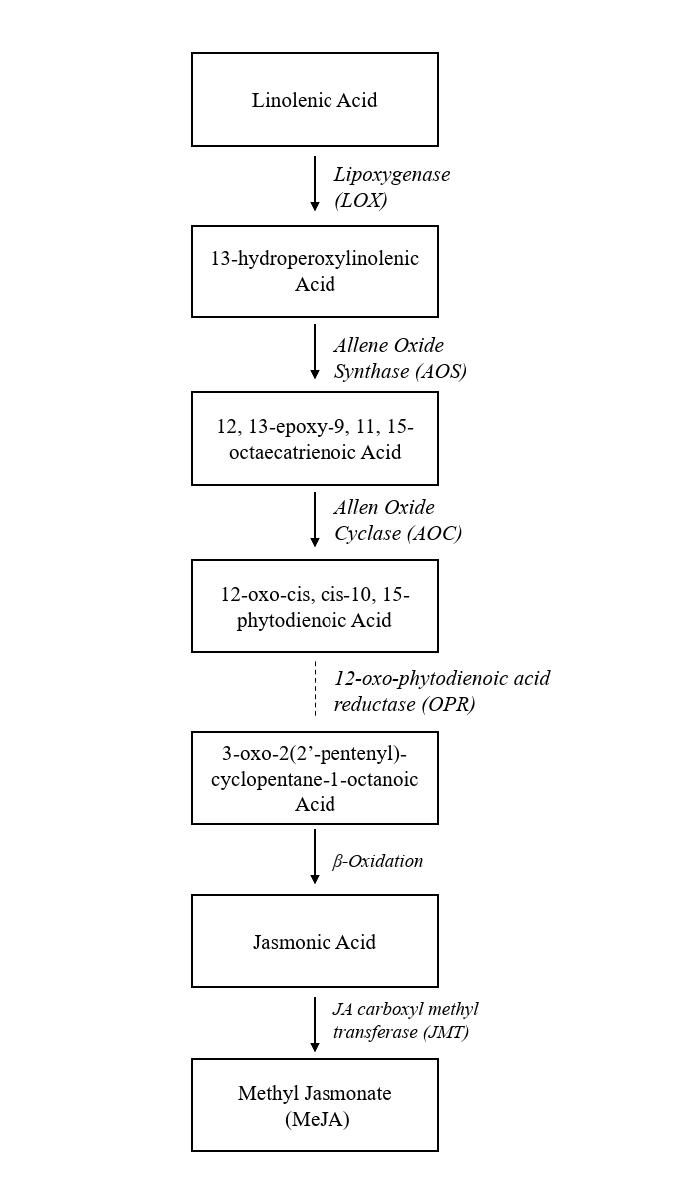 Linolenic Acid
Lipoxygenase
(LOX)
13-hydroperoxylinolenic
Acid
Allene Oxide
Synthase (AOS)
12, 13-epoxy-9, 11, 15-
octaecatrienoic Acid
Allen Oxide
Cyclase (AOC)
12-oxo-cis, cis-10, 15-
phytodienoic Acid
12-oxo-phytodienoic acid
reductase (OPR)
3-oxo-2(2’-pentenyl)-
cyclopentane-1-octanoic
Acid
β-Oxidation
Jasmonic Acid
JA carboxyl methyl
transferase (JMT)
Methyl Jasmonate
(MeJA)